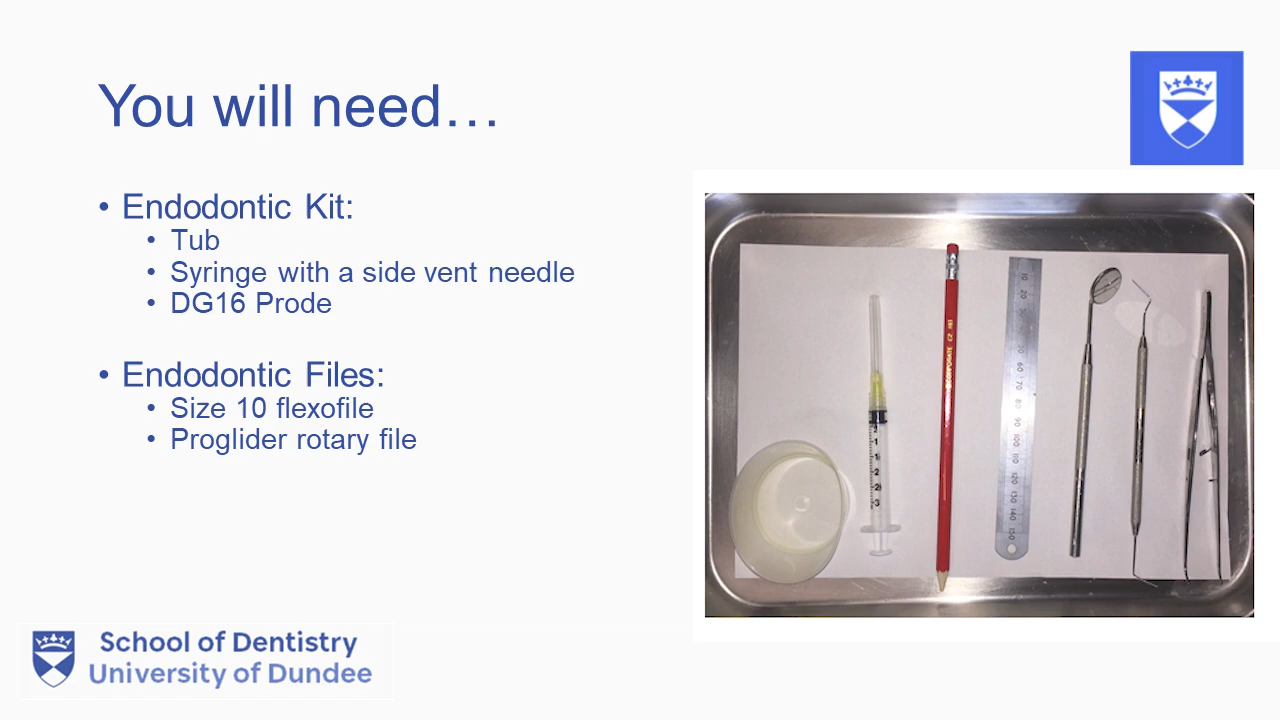 You will need…
• Endodontic Kit:
• Tub
• Syringe with a side vent needle
• DG16 Prode
• Endodontic Files:
• Size 10 flexofile
• Proglider rotary file
School of Dentistry
University of Dundee